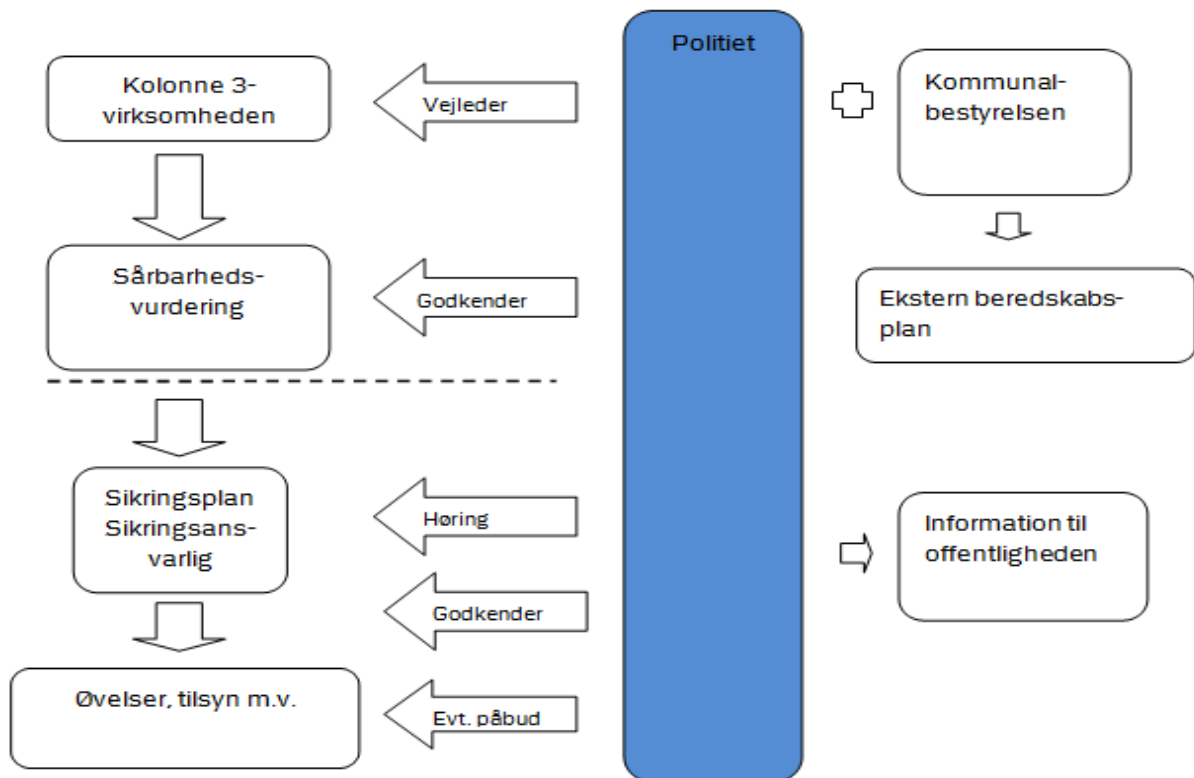 Politiet
Kolonne 3-
virksomheden
Vejleder
Kommunal-
bestyrelsen
Sårbarheds-
vurdering
Godkender
Ekstern beredskabs-
plan
Sikringsplan
Sikringsans-
varlig
Høring
Information til
offentligheden
Godkender
Øvelser, tilsyn m.v.
Evt. påbud